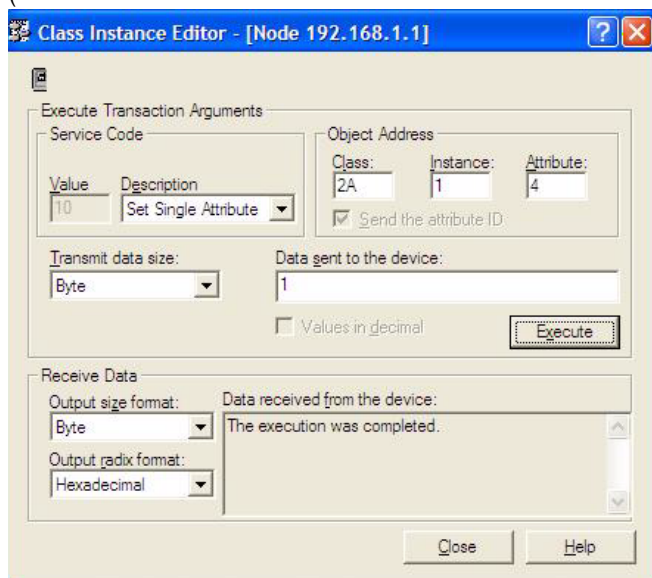 (
Class Instance Editor - [Node 192.168.1.1]
Execute Transaction Arguments
Service Code
Object Address
Value
Description
Class:
Instance:
Attribute:
10
Set Single Attribute
2A
1
4
Send the attribute ID
Transmit data size:
Data sent to the device:
Byte
1
Values in decimal
Execute
Receive Data
Output size format:
Data received from the device:
Byte
The execution was completed.
Output radix format:
Hexadecimal
Close
Help